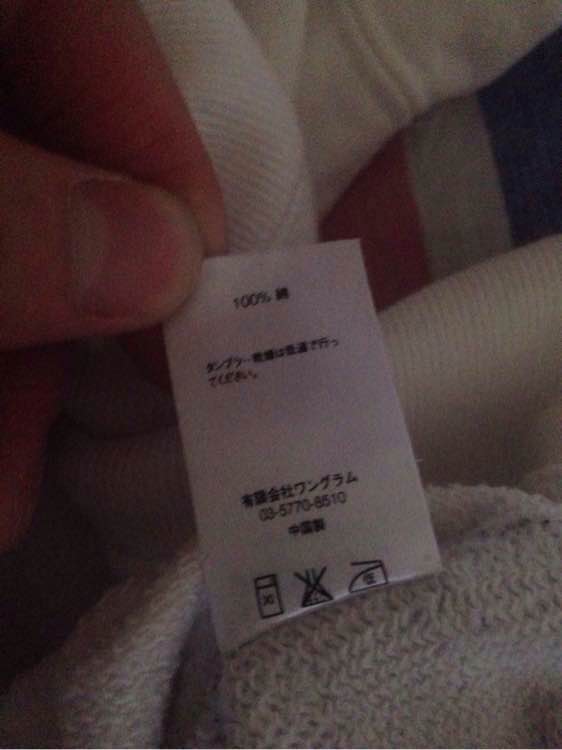 100% 綿
タンブラー乾燥は低温で行っ
てください。
有限会社ワングラム
03-5770-8510
中国製
低